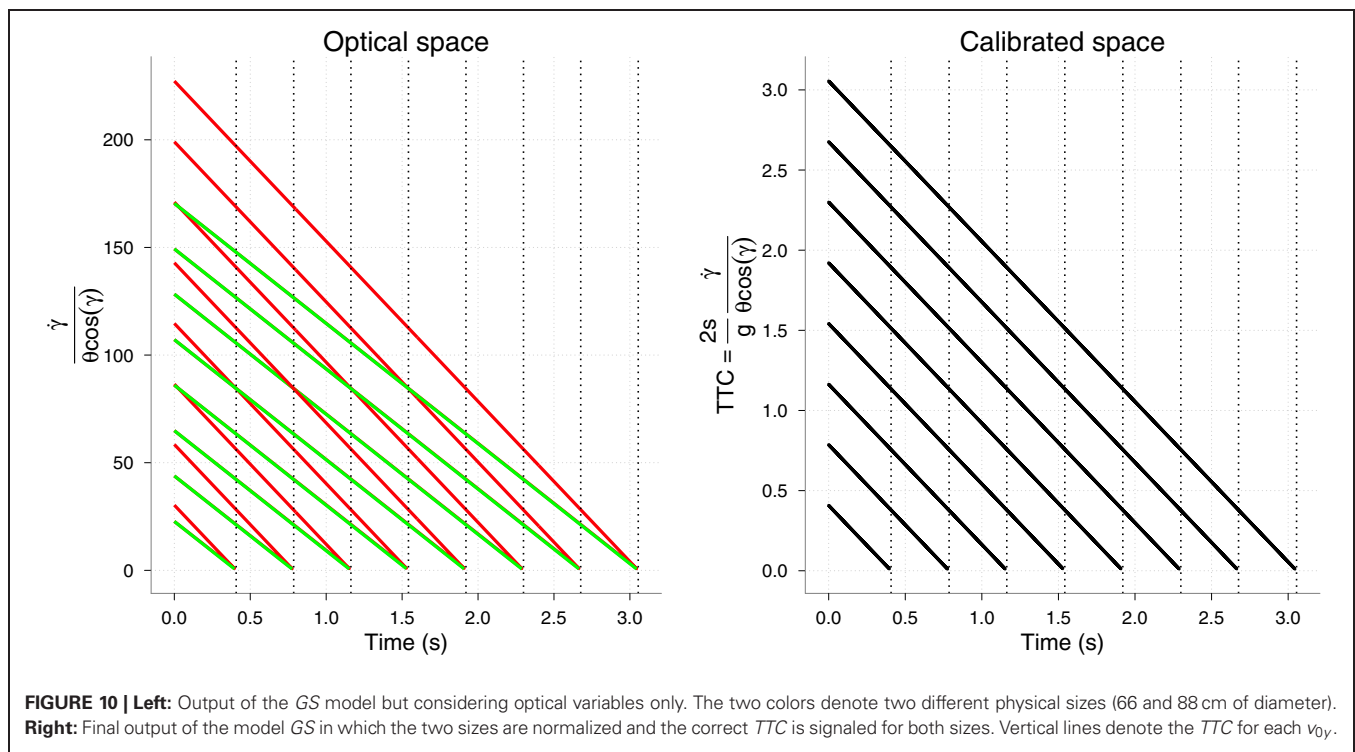 Optical space
200
150
100
50
0
γ̇
θcos(γ)
0.0 0.5 1.0 1.5 2.0 2.5 3.0
Time (s)
Calibrated space
3.0
2.5
2.0
1.5
1.0
0.5
0.0
TTC = 2s/g γ̇/θcos(γ)
0.0 0.5 1.0 1.5 2.0 2.5 3.0
Time (s)
FIGURE 10 | Left: Output of the GS model but considering optical variables only. The two colors denote two different physical sizes (66 and 88 cm of diameter).
Right: Final output of the model GS in which the two sizes are normalized and the correct TTC is signaled for both sizes. Vertical lines denote the TTC for each v0γ.